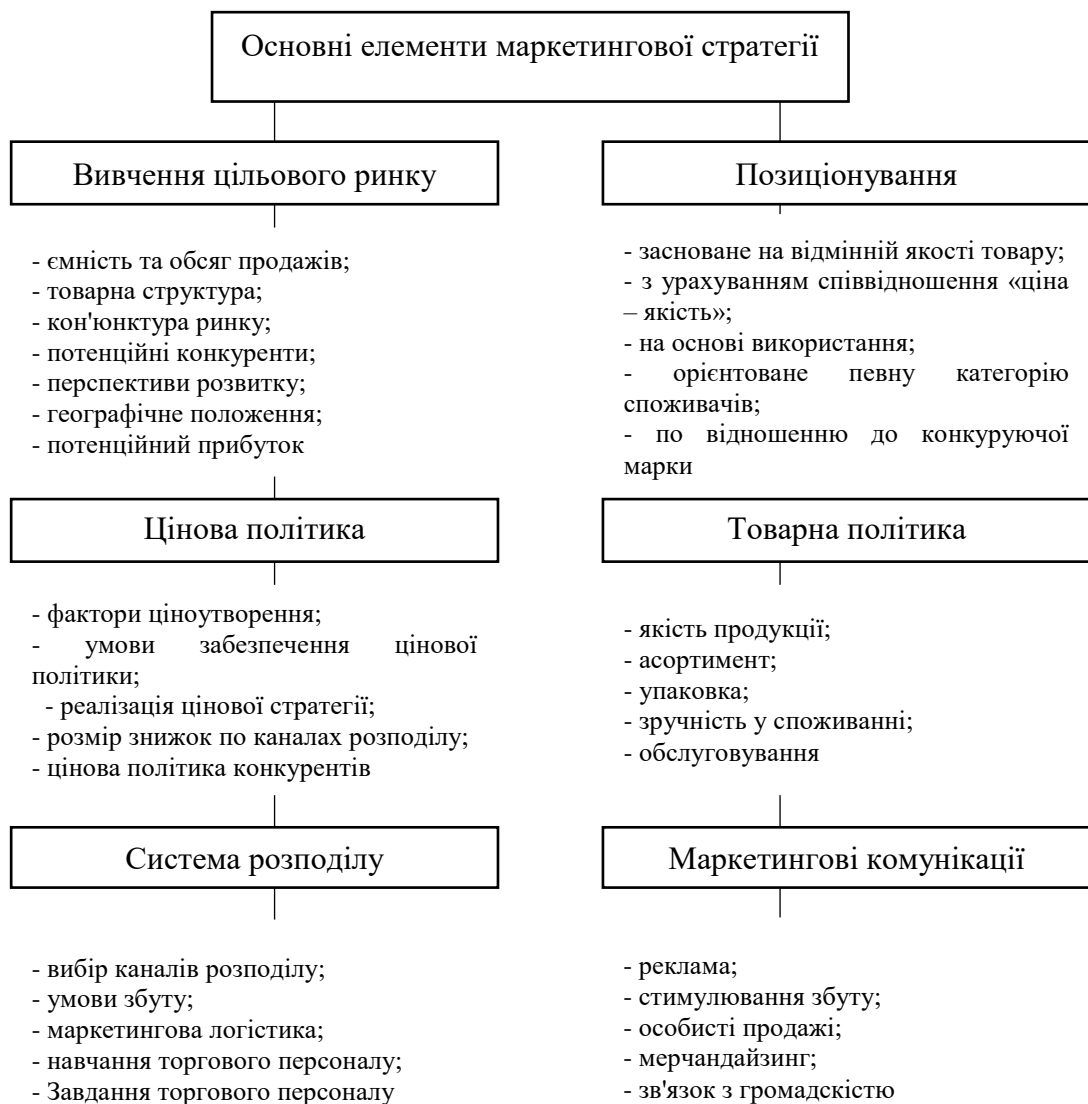 Основні елементи маркетингової стратегії
Вивчення цільового ринку
- ємність та обсяг продажів;
- товарна структура;
- кон'юнктура ринку;
- потенційні конкуренти;
- перспективи розвитку;
- географічне положення;
- потенційний прибуток
Позиціонування
- засноване на відмінній якості товару;
- з урахуванням співвідношення «ціна
– якість»;
- на основі використання;
- орієнтоване певну категорію
споживачів;
- по відношенню до конкуруючої
марки
Цінова політика
- фактори ціноутворення;
- умови забезпечення цінової
політики;
- реалізація цінової стратегії;
- розмір знижок по каналах розподілу;
- цінова політика конкурентів
Товарна політика
- якість продукції;
- асортимент;
- упаковка;
- зручність у споживанні;
- обслуговування
Система розподілу
- вибір каналів розподілу;
- умови збуту;
- маркетингова логістика;
- навчання торгового персоналу;
- Завдання торгового персоналу
Маркетингові комунікації
- реклама;
- стимулювання збуту;
- особисті продажі;
- мерчандайзинг;
- зв'язок з громадскістю